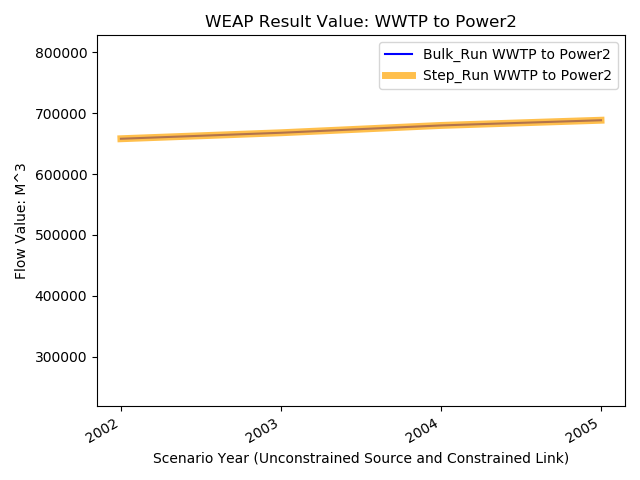 WEAP Result Value: WWTP to Power2
Bulk_Run WWTP to Power2
Step_Run WWTP to Power2
Flow Value: M^3
800000
700000
600000
500000
400000
300000
2002
2003
2004
2005
Scenario Year (Unconstrained Source and Constrained Link)